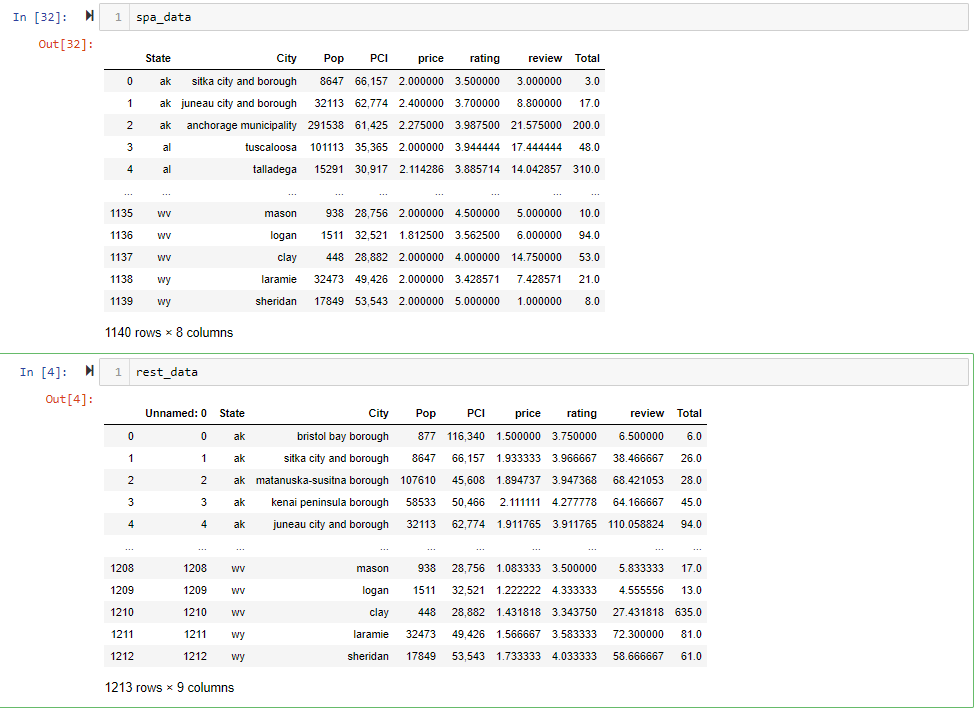 In [32]: 1 spa_data
Out[32]:
State City Pop PCI price rating review Total
0 ak sitka city and borough 8647 66,157 2.000000 3.500000 3.000000 3.0
1 ak juneau city and borough 32113 62,774 2.400000 3.700000 8.800000 17.0
2 ak anchorage municipality 291538 61,425 2.275000 3.987500 21.575000 200.0
3 al tuscaloosa 101113 35,365 2.000000 3.944444 17.444444 48.0
4 al talladega 15291 30,917 2.114286 3.885714 14.042857 310.0
... ... ... ... ... ... ... ... ...
1135 wv mason 938 28,756 2.000000 4.500000 5.000000 10.0
1136 wv logan 1511 32,521 1.812500 3.562500 6.000000 94.0
1137 wv clay 448 28,882 2.000000 4.000000 14.750000 53.0
1138 wy laramie 32473 49,426 2.000000 3.428571 7.428571 21.0
1139 wy sheridan 17849 53,543 2.000000 5.000000 1.000000 8.0
1140 rows × 8 columns
In [4]: 1 rest_data
Out[4]:
Unnamed: 0 State City Pop PCI price rating review Total
0 0 ak bristol bay borough 877 116,340 1.500000 3.750000 6.500000 6.0
1 1 ak sitka city and borough 8647 66,157 1.933333 3.966667 38.466667 26.0
2 2 ak matanuska-susitna borough 107610 45,608 1.894737 3.947368 68.421053 28.0
3 3 ak kenai peninsula borough 58533 50,466 2.111111 4.277778 64.166667 45.0
4 4 ak juneau city and borough 32113 62,774 1.911765 3.911765 110.058824 94.0
... ... ... ... ... ... ... ... ... ...
1208 1208 wv mason 938 28,756 1.083333 3.500000 5.833333 17.0
1209 1209 wv logan 1511 32,521 1.222222 4.333333 4.555556 13.0
1210 1210 wv clay 448 28,882 1.431818 3.343750 27.431818 635.0
1211 1211 wy laramie 32473 49,426 1.566667 3.583333 72.300000 81.0
1212 1212 wy sheridan 17849 53,543 1.733333 4.033333 58.666667 61.0
1213 rows × 9 columns